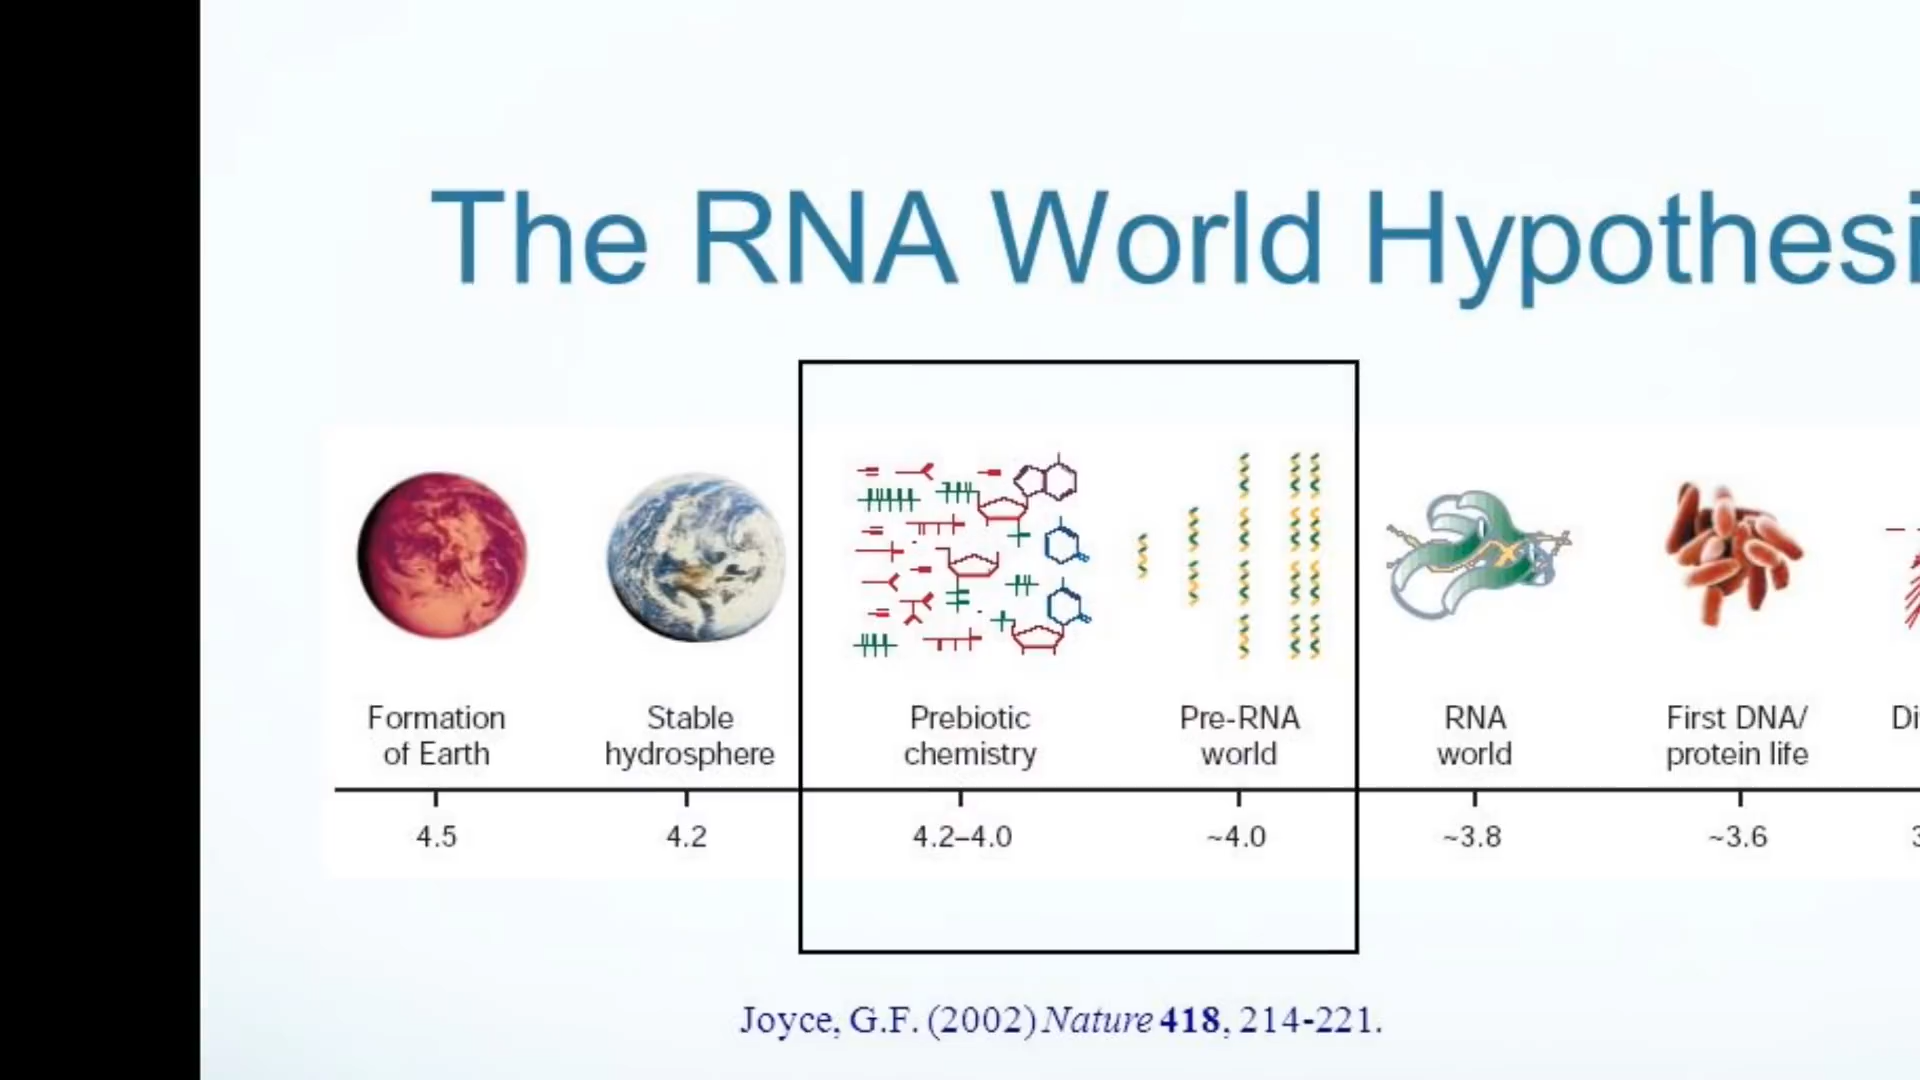 The RNA World Hypothesi
Formation
of Earth
Stable
hydrosphere
Prebiotic
chemistry
Pre-RNA
world
RNA
world
First DNA/
protein life
Di
4.5
4.2
4.2–4.0
~4.0
~3.8
~3.6
3
Joyce, G.F. (2002) Nature 418, 214-221.